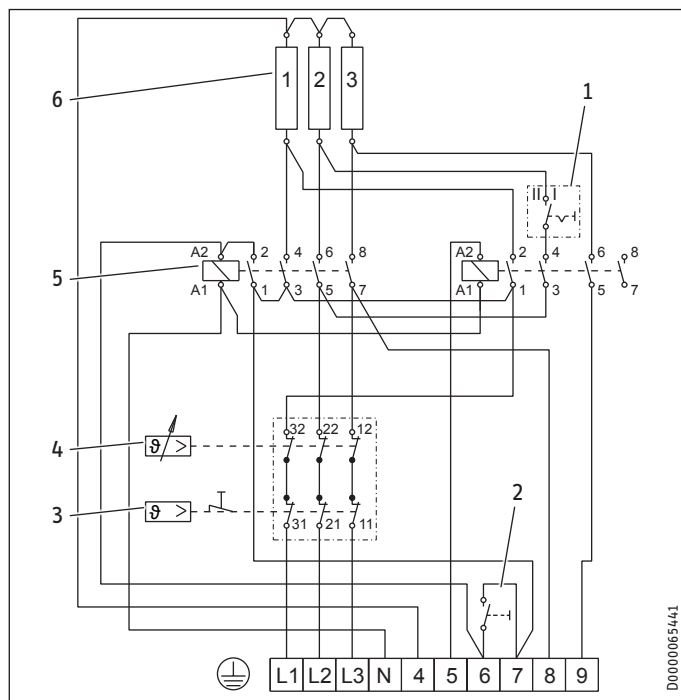 1 2 3
6
1
II I
A2 2 4 6 8
A2 2 4 6 8
5
A1 1 3 5 7
A1 1 3 5 7
32 22 12
4 ϑ >
3 ϑ >
31 21 11
2
L1 L2 L3 N 4 5 6 7 8 9
D0000065441